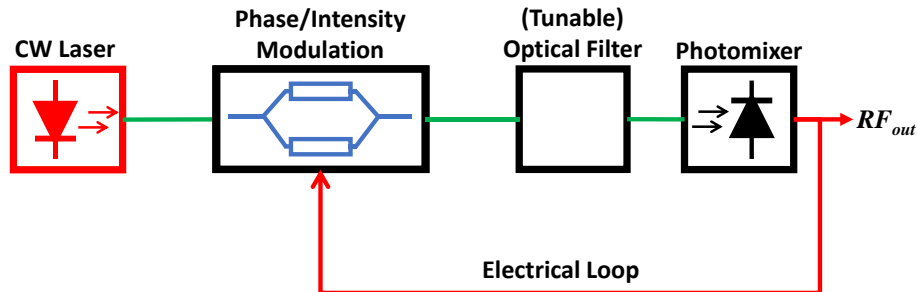 CW Laser
Phase/Intensity
Modulation
(Tunable)
Optical Filter
Photomixer
RFout
Electrical Loop